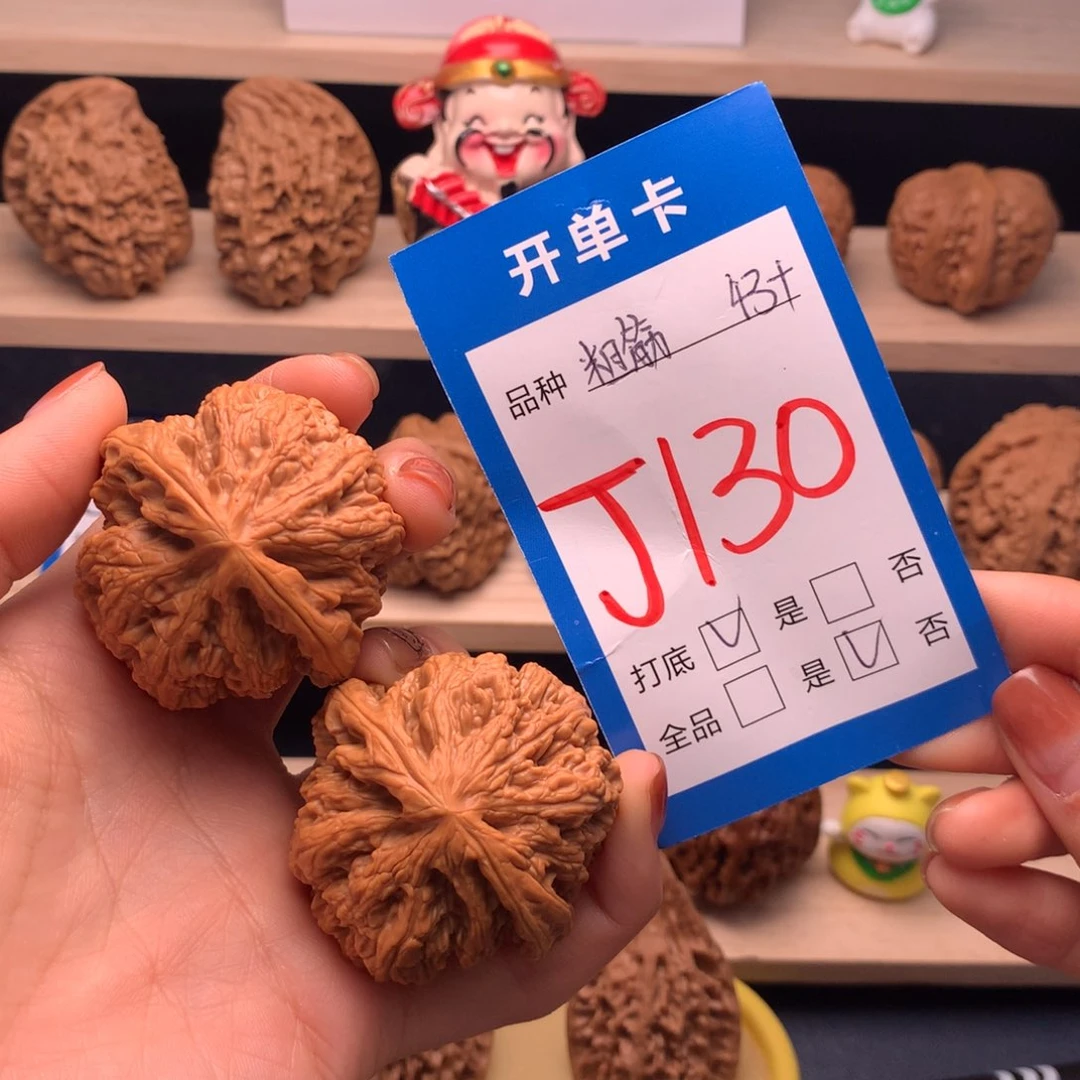 开单卡
品种 粗筋 43+
J130
打底 ☑ 是 ☐ 否
全品 ☐ 是 ☑ 否